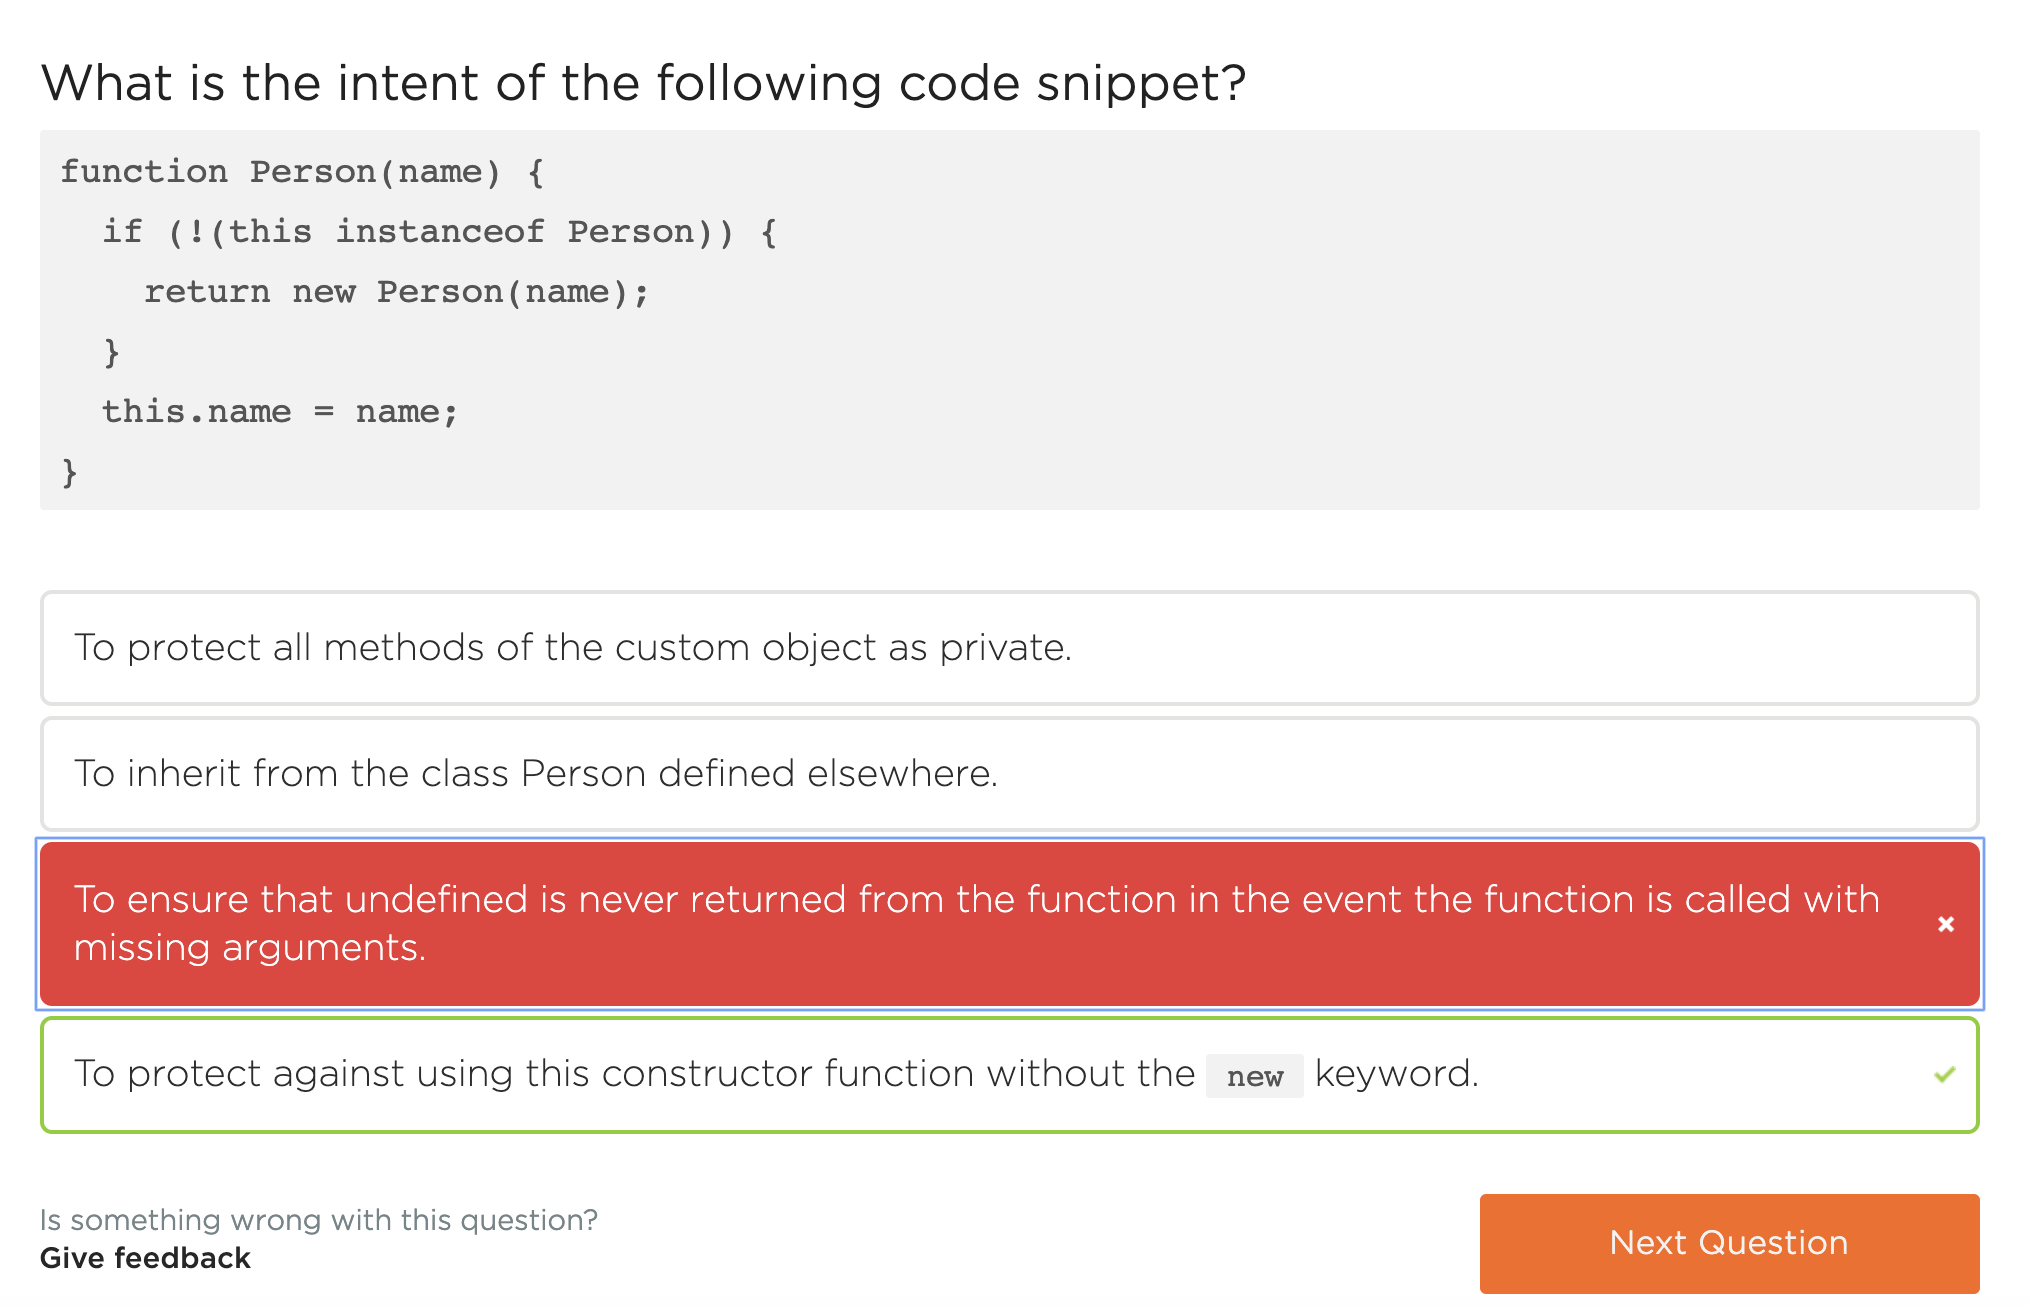 What is the intent of the following code snippet?
function Person(name) {
  if (!(this instanceof Person)) {
    return new Person(name);
  }
  this.name = name;
}
To protect all methods of the custom object as private.
To inherit from the class Person defined elsewhere.
To ensure that undefined is never returned from the function in the event the function is called with
missing arguments.
To protect against using this constructor function without the new keyword.
Is something wrong with this question?
Give feedback
Next Question